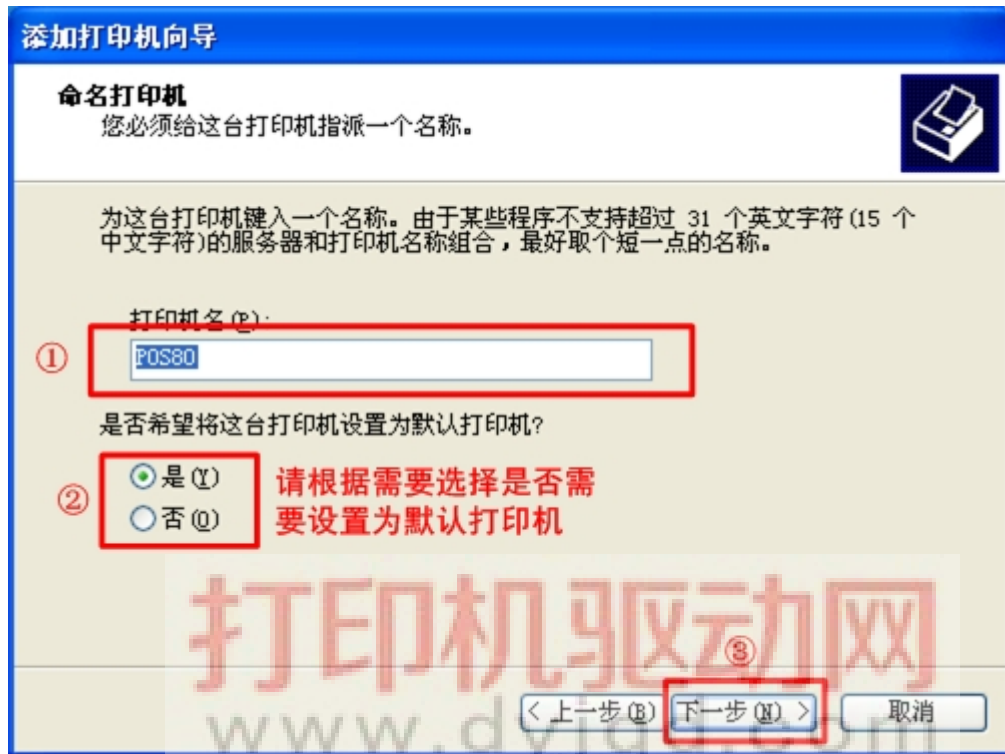 添加打印机向导
命名打印机
您必须给这台打印机指派一个名称。
为这台打印机键入一个名称。由于某些程序不支持超过 31 个英文字符(15 个
中文字符)的服务器和打印机名称组合,最好取个短一点的名称。
打印机名(P):
①
POS80
是否希望将这台打印机设置为默认打印机?
②
是(Y)
否(O)
请根据需要选择是否需
要设置为默认打印机
打印机驱动网
③
< 上一步(B)
下一步(N) >
取消